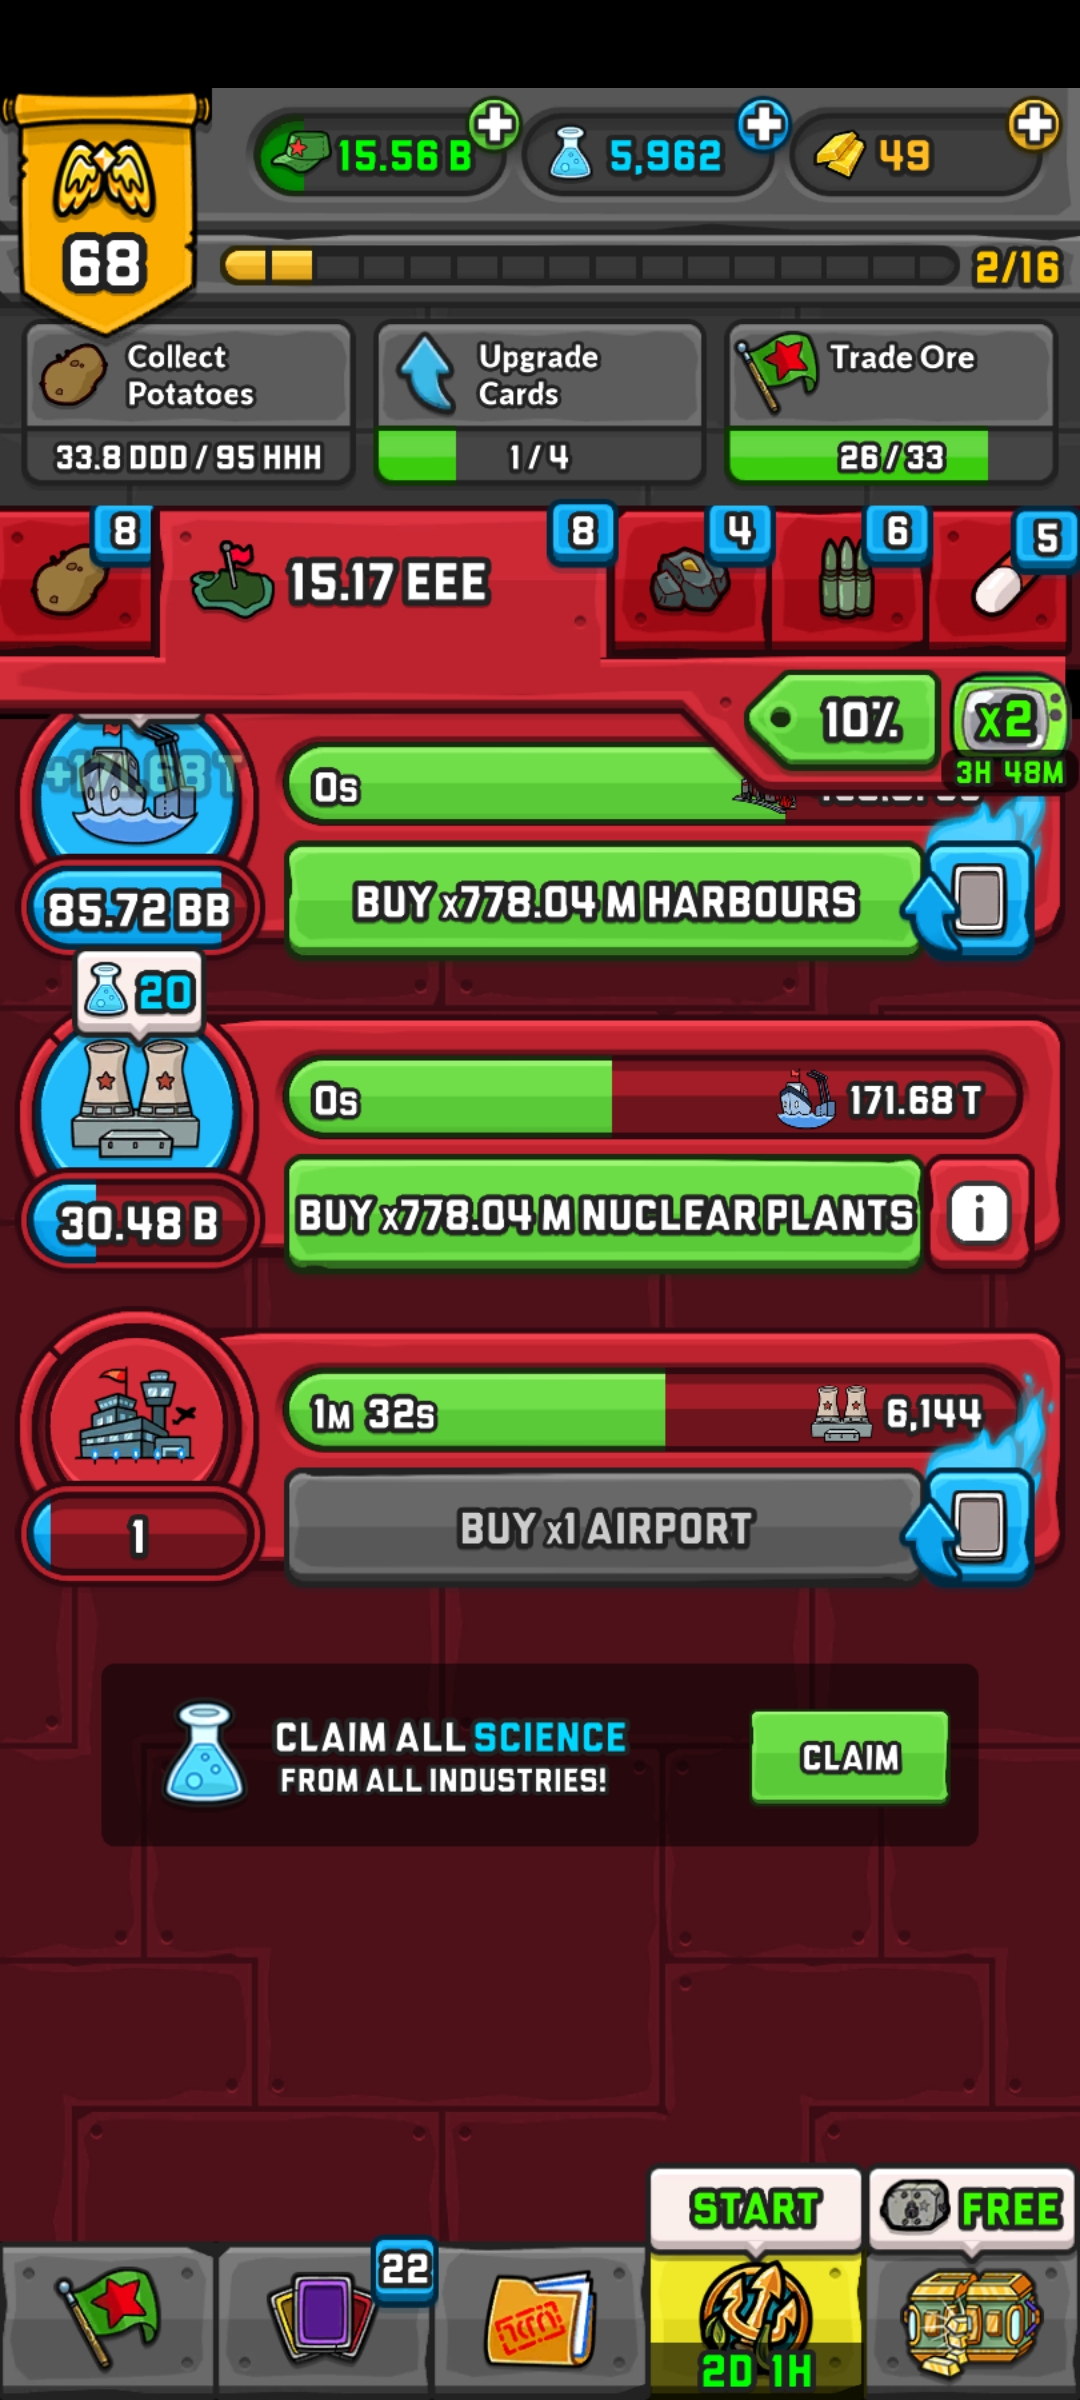 15.56 B
5,962
49
68
2/16
Collect
Potatoes
Upgrade
Cards
Trade Ore
33.8 DDD / 95 HHH
1 / 4
26 / 33
8
15.17 EEE
8
4
6
5
10%
x2
3H 48M
0s
85.72 BB
BUY x778.04 M HARBOURS
20
0s
171.68 T
30.48 B
BUY x778.04 M NUCLEAR PLANTS
i
1M 32s
6,144
1
BUY x1 AIRPORT
CLAIM ALL SCIENCE
FROM ALL INDUSTRIES!
CLAIM
START
FREE
22
2D 1H